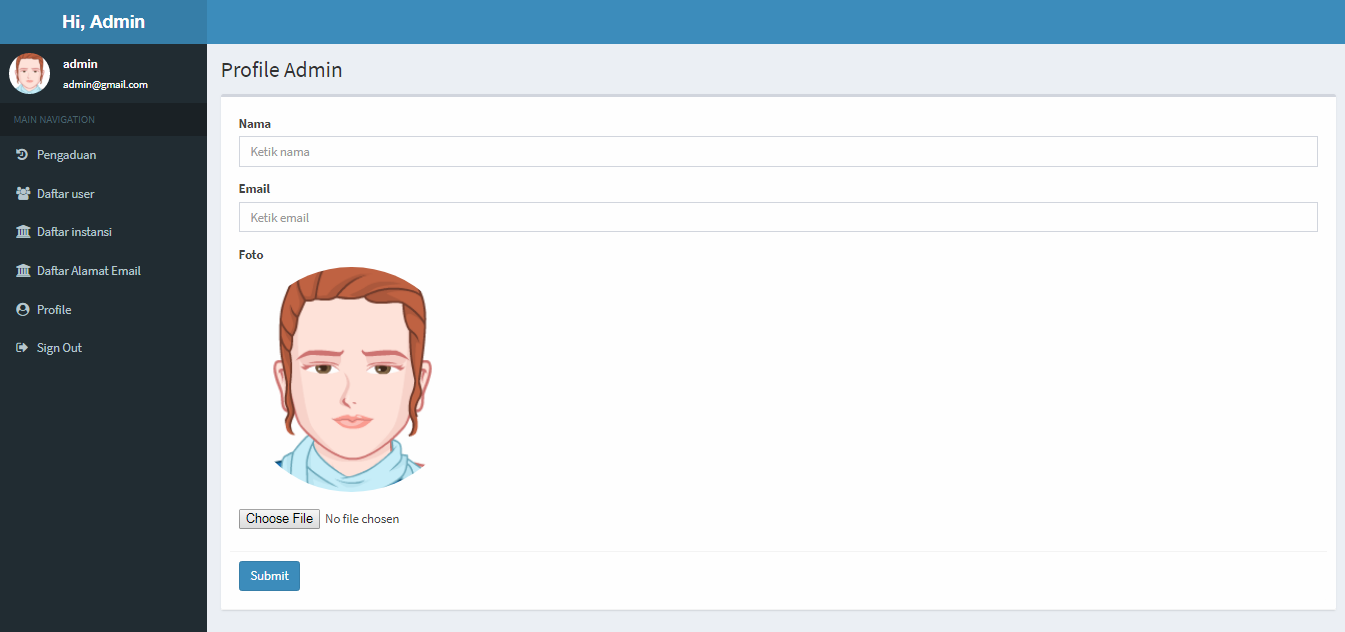 Hi, Admin
admin
admin@gmail.com
MAIN NAVIGATION
Pengaduan
Daftar user
Daftar instansi
Daftar Alamat Email
Profile
Sign Out
Profile Admin
Nama
Ketik nama
Email
Ketik email
Foto
Choose File No file chosen
Submit